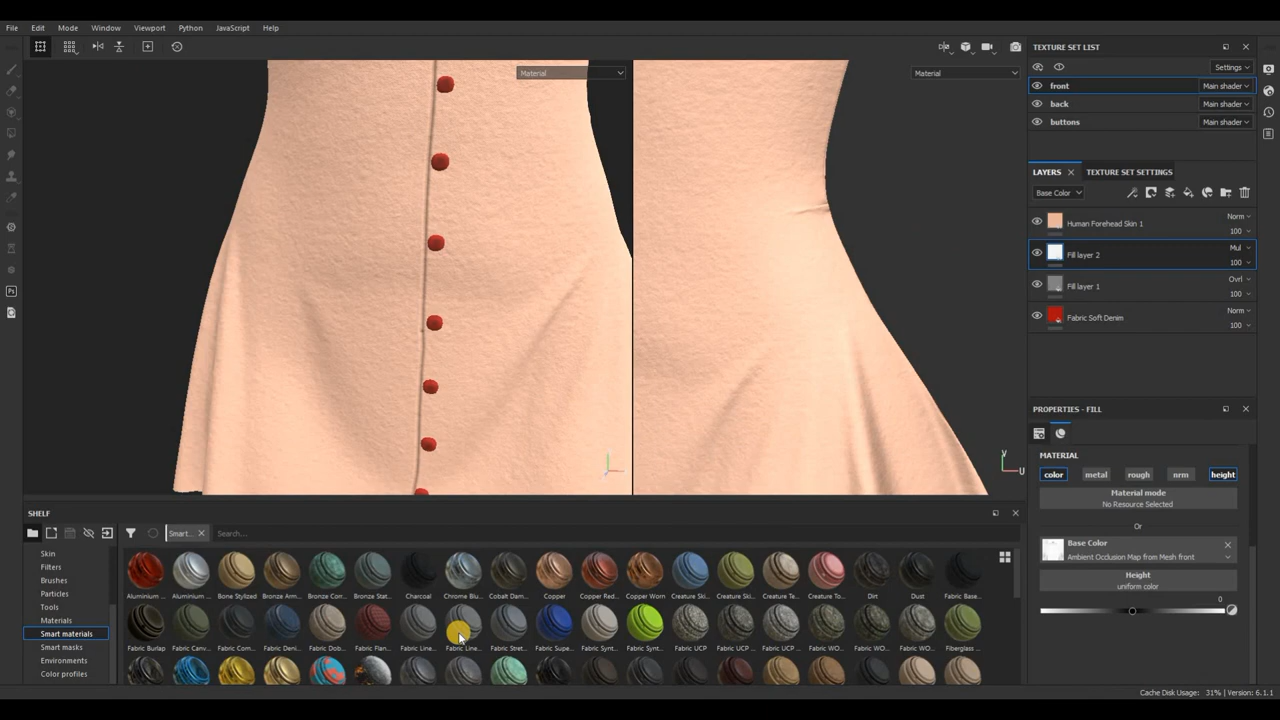 File Edit Mode Window Viewport Python JavaScript Help
Material
Material
TEXTURE SET LIST
Settings
front Main shader
back Main shader
buttons Main shader
LAYERS TEXTURE SET SETTINGS
Base Color
Human Forehead Skin 1 Norm 100
Fill layer 2 Mul 100
Fill layer 1 Ovrl 100
Fabric Soft Denim Norm 100
PROPERTIES - FILL
MATERIAL
color metal rough nrm height
Material mode
No Resource Selected
Or
Base Color
Ambient Occlusion Map from Mesh front
Height
uniform color
0
V
U
SHELF
Smart... Search...
Skin
Filters
Brushes
Particles
Tools
Materials
Smart materials
Smart masks
Environments
Color profiles
Aluminium ... Aluminium ... Bone Stylized Bronze Arm... Bronze Corr... Bronze Stat... Charcoal Chrome Blu... Cobalt Dam... Copper Copper Red... Copper Worn Creature Ski... Creature Ski... Creature Te... Creature To... Dirt Dust Fabric Base...
Fabric Burlap Fabric Canv... Fabric Com... Fabric Deni... Fabric Dob... Fabric Flan... Fabric Line... Fabric Line... Fabric Stret... Fabric Supe... Fabric Synt... Fabric Synt... Fabric UCP Fabric UCP ... Fabric UCP ... Fabric WO... Fabric WO... Fabric WO... Fiberglass ...
Cache Disk Usage: 31% | Version: 6.1.1